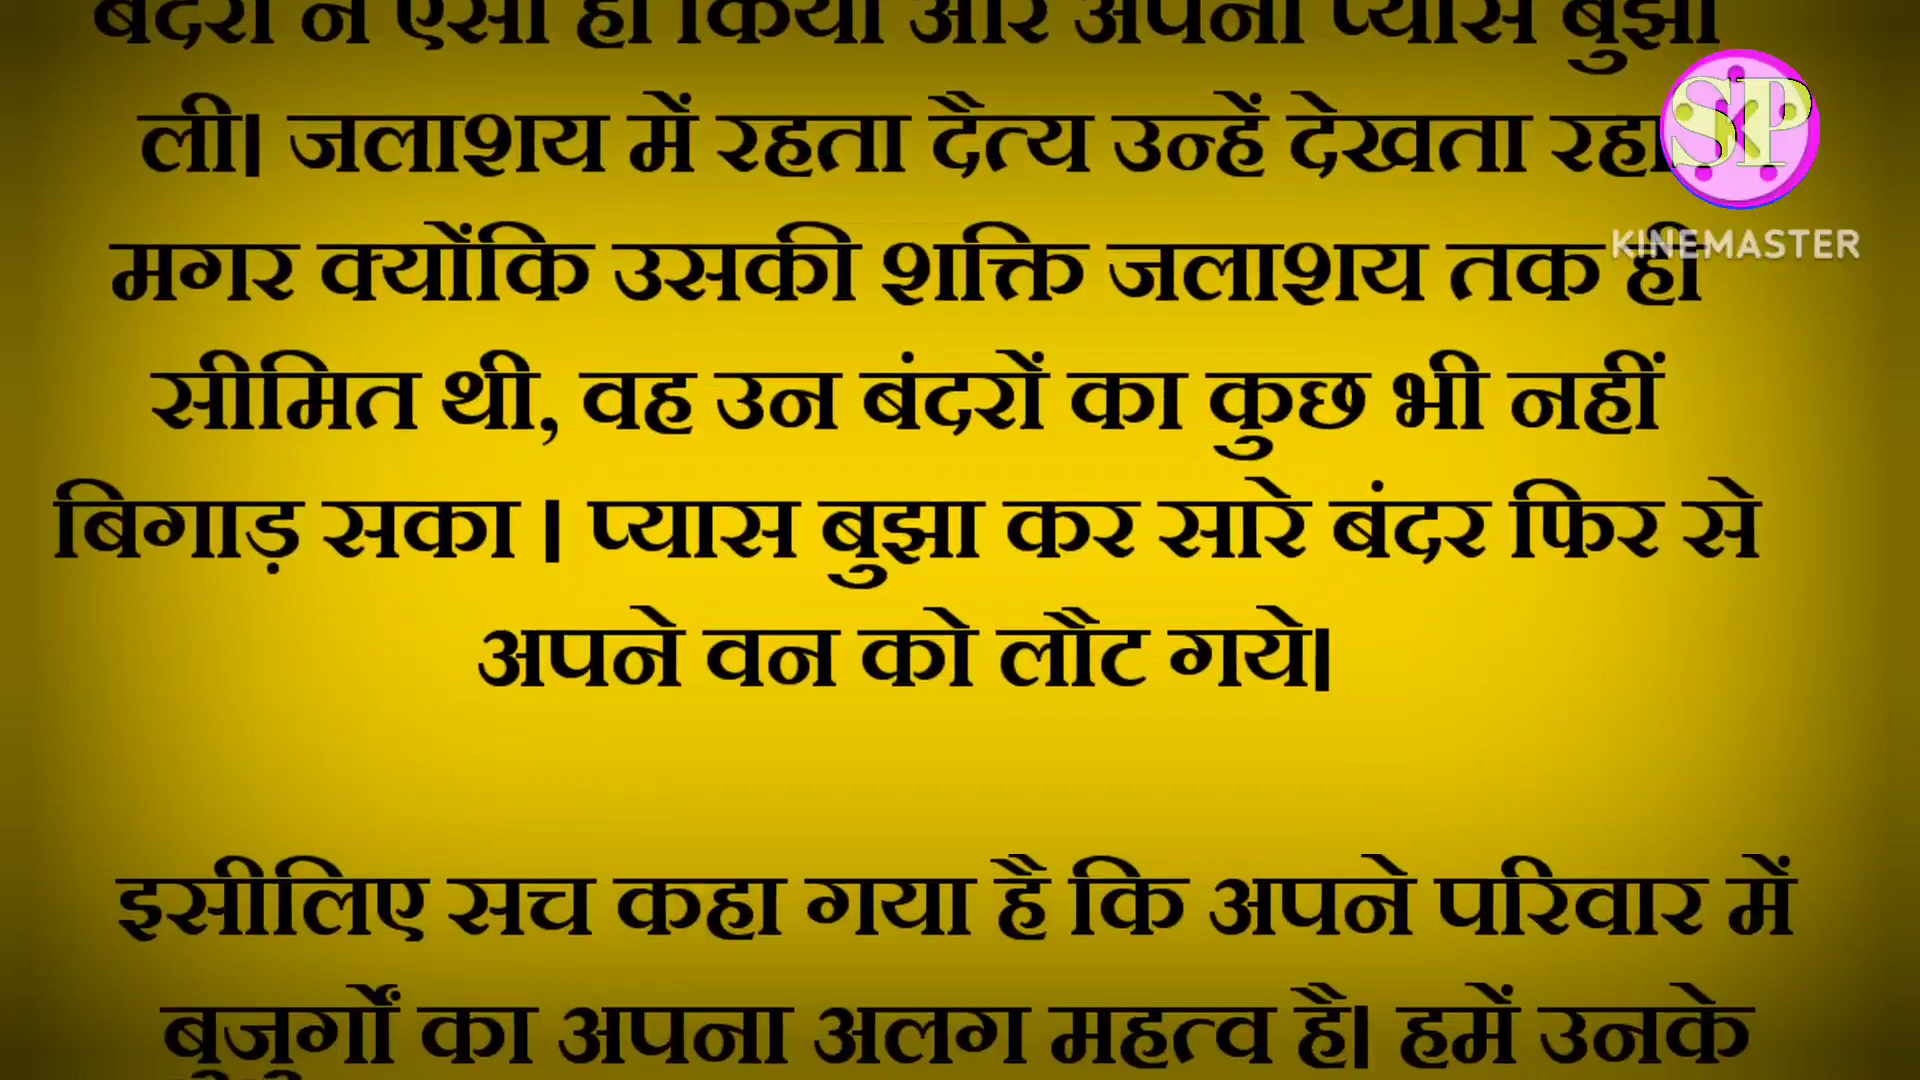 बंदरों ने ऐसा ही किया और अपनी प्यास बुझा
ली। जलाशय में रहता दैत्य उन्हें देखता रहा
मगर क्योंकि उसकी शक्ति जलाशय तक ही
सीमित थी, वह उन बंदरों का कुछ भी नहीं
बिगाड़ सका । प्यास बुझा कर सारे बंदर फिर से
अपने वन को लौट गये।
इसीलिए सच कहा गया है कि अपने परिवार में
बुजुर्गों का अपना अलग महत्व है। हमें उनके
SKP
KINEMASTER